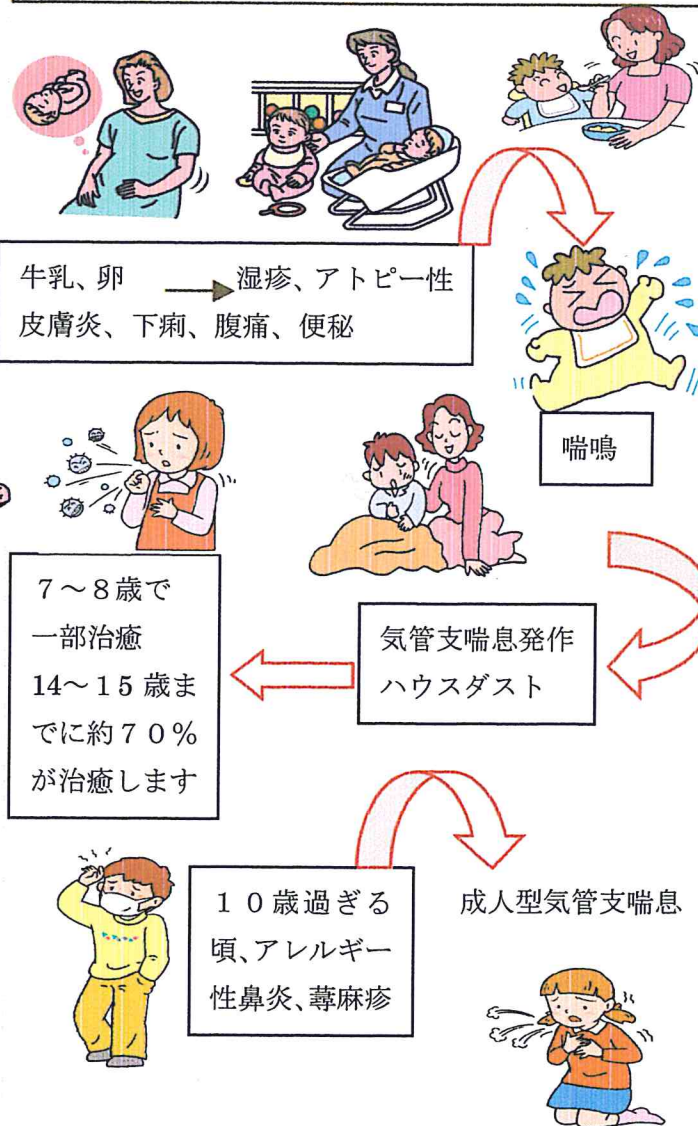 牛乳、卵 → 湿疹、アトピー性
皮膚炎、下痢、腹痛、便秘
喘鳴
気管支喘息発作
ハウスダスト
7～8歳で
一部治癒
14～15歳ま
でに約70％
が治癒します
10歳過ぎる
頃、アレルギー
性鼻炎、蕁麻疹
成人型気管支喘息